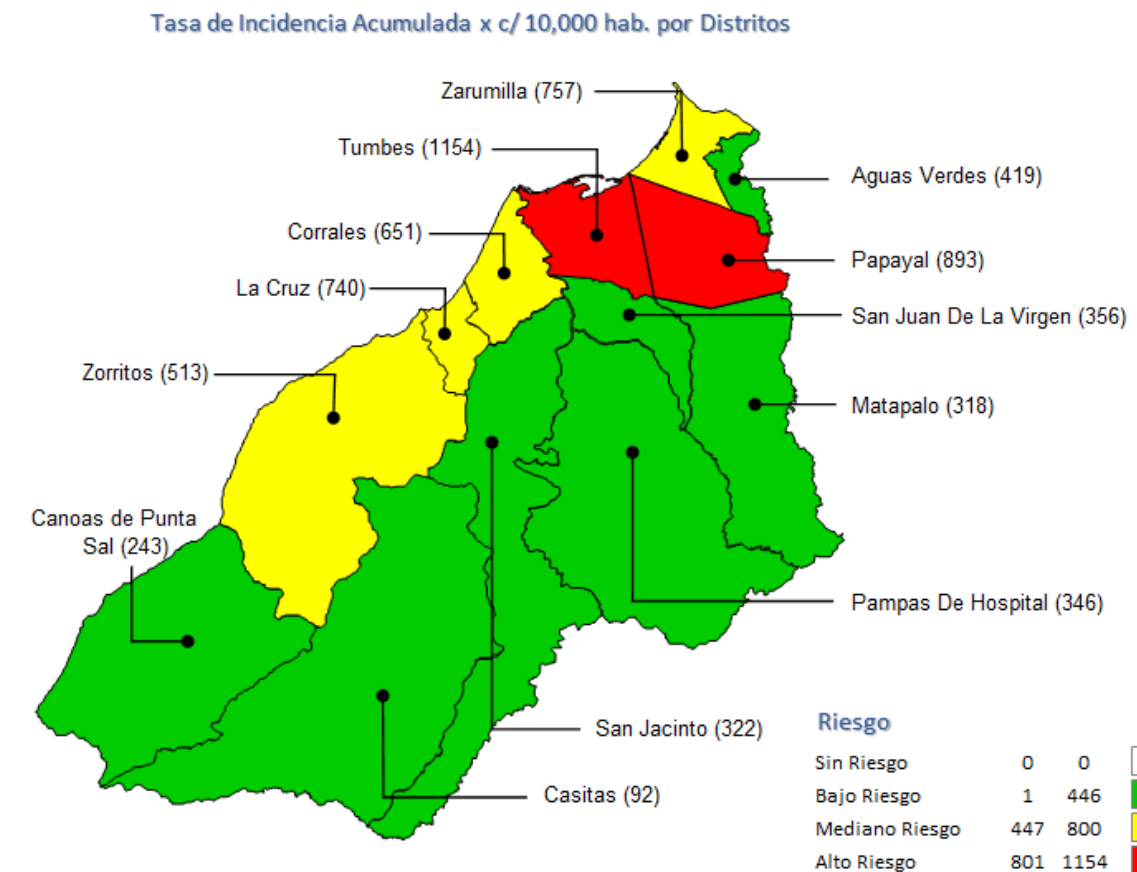 Tasa de Incidencia Acumulada x c/ 10,000 hab. por Distritos
Zarumilla (757)
Tumbes (1154)
Aguas Verdes (419)
Corrales (651)
Papayal (893)
La Cruz (740)
San Juan De La Virgen (356)
Zorritos (513)
Matapalo (318)
Canoas de Punta
Sal (243)
Pampas De Hospital (346)
San Jacinto (322)
Casitas (92)
Riesgo
Sin Riesgo 0 0
Bajo Riesgo 1 446
Mediano Riesgo 447 800
Alto Riesgo 801 1154